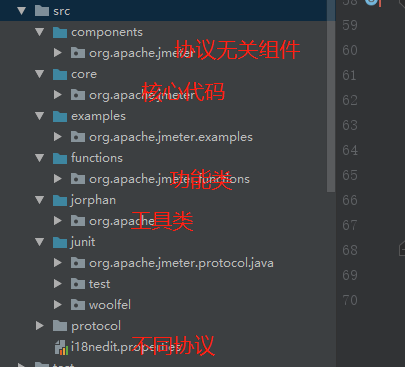 src
components
org.apache.jmeter 协议无关组件
core
org.apache.jmeter 核心代码
examples
org.apache.jmeter.examples
functions
org.apache.jmeter.functions 功能类
jorphan
org.apache 工具类
junit
org.apache.jmeter.protocol.java
test
woolfel
protocol
i18nedit.properties 不同协议
test
58
59
60
61
62
63
64
65
66
67
68
69
70